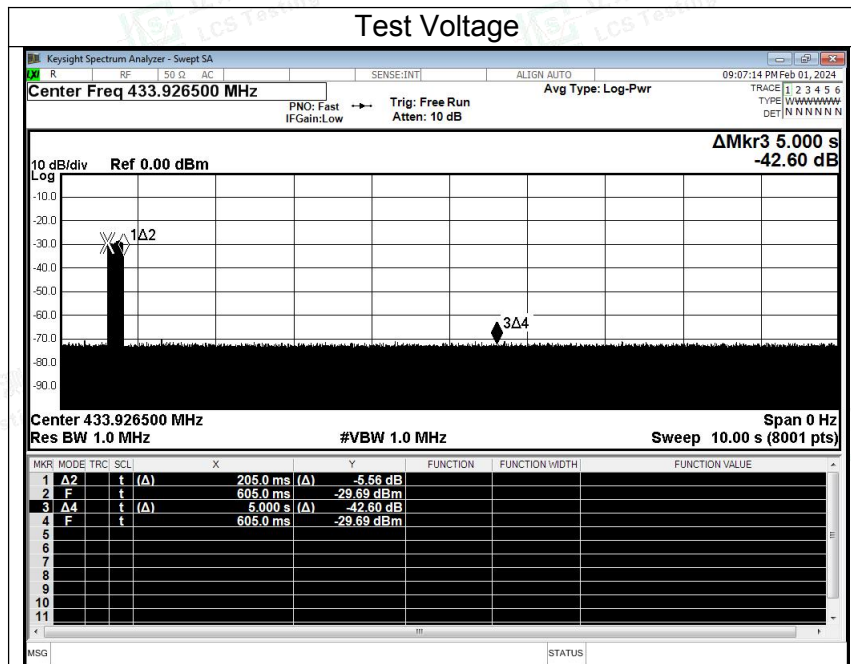 Test Voltage
Keysight Spectrum Analyzer - Swept SA
LXI R RF 50 Ω AC SENSE:INT ALIGN AUTO 09:07:14 PM Feb 01, 2024
Center Freq 433.926500 MHz
PNO: Fast
IFGain:Low
Trig: Free Run
Atten: 10 dB
Avg Type: Log-Pwr
TRACE 1 2 3 4 5 6
TYPE WWWWWW
DET N N N N N N
ΔMkr3 5.000 s
-42.60 dB
10 dB/div Ref 0.00 dBm
Log
-10.0
-20.0
-30.0
-40.0
-50.0
-60.0
-70.0
-80.0
-90.0
1Δ2
3Δ4
Center 433.926500 MHz Span 0 Hz
Res BW 1.0 MHz #VBW 1.0 MHz Sweep 10.00 s (8001 pts)
MKR MODE TRC SCL X Y FUNCTION FUNCTION WIDTH FUNCTION VALUE
1 Δ2 t (Δ) 205.0 ms (Δ) -5.56 dB
2 F t 605.0 ms -29.69 dBm
3 Δ4 t (Δ) 5.000 s (Δ) -42.60 dB
4 F t 605.0 ms -29.69 dBm
5
6
7
8
9
10
11
MSG STATUS